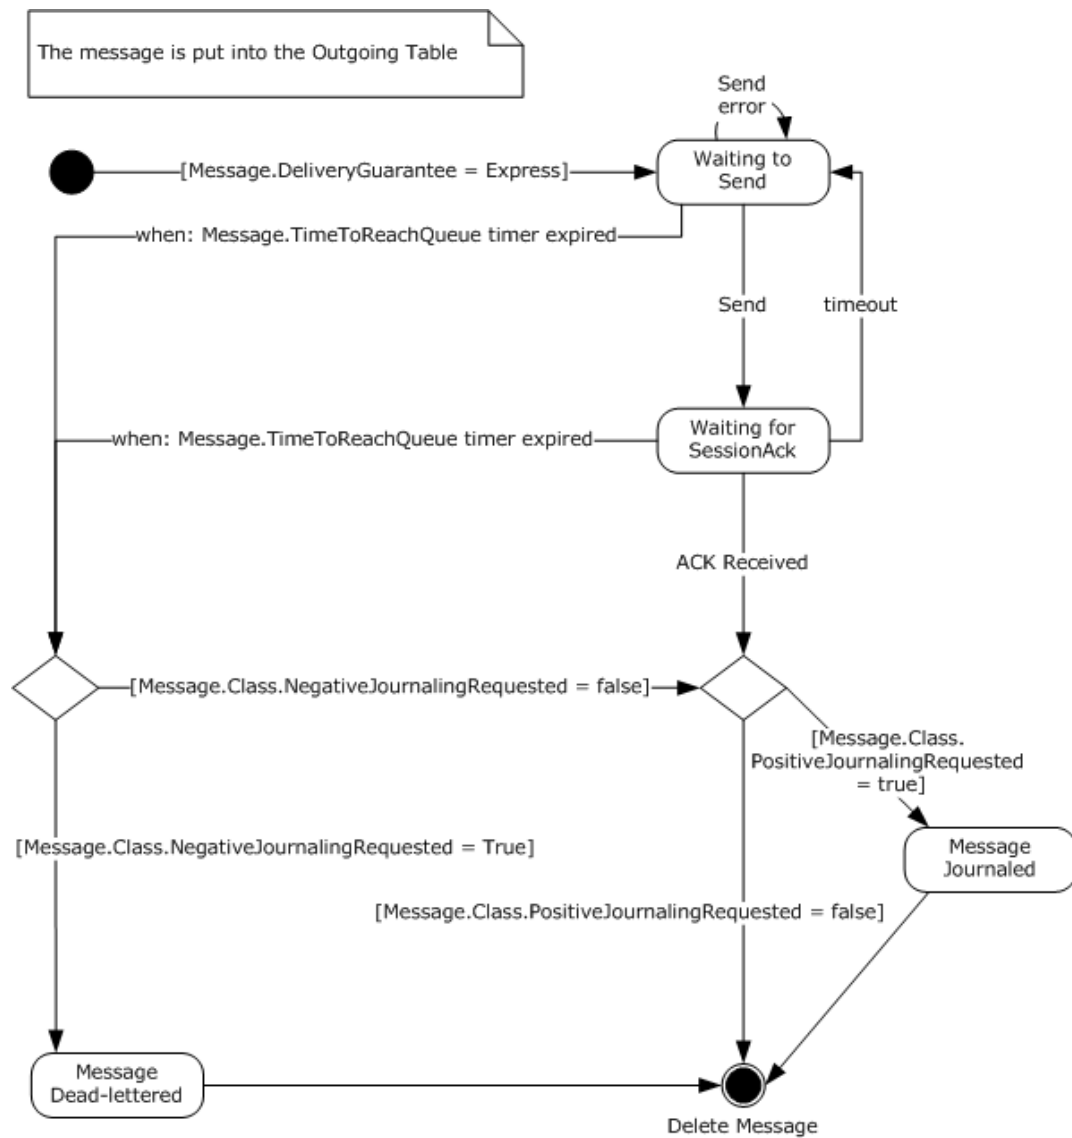 The message is put into the Outgoing Table
Send
error
Waiting to
Send
[Message.DeliveryGuarantee = Express]
when: Message.TimeToReachQueue timer expired
Send
timeout
when: Message.TimeToReachQueue timer expired
Waiting for
SessionAck
ACK Received
[Message.Class.NegativeJournalingRequested = false]
[Message.Class.
PositiveJournalingRequested
= true]
[Message.Class.NegativeJournalingRequested = True]
Message
Journaled
[Message.Class.PositiveJournalingRequested = false]
Message
Dead-lettered
Delete Message